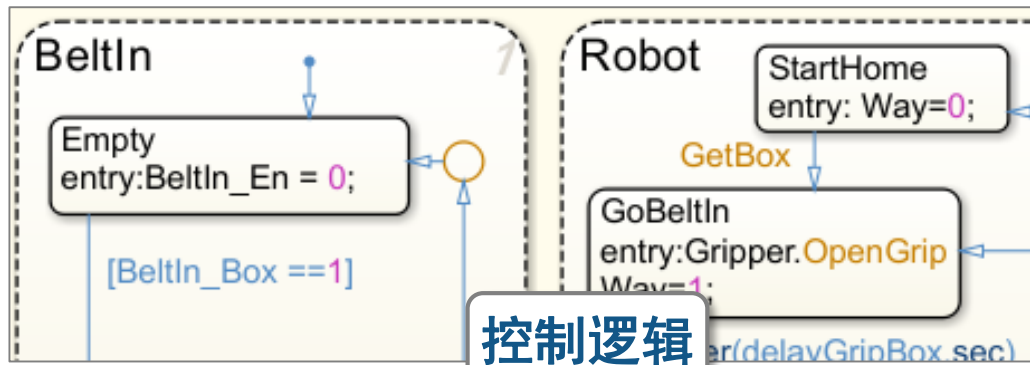 BeltIn
1
Empty
entry:BeltIn_En = 0;
[BeltIn_Box ==1]
Robot
StartHome
entry: Way=0;
GetBox
GoBeltIn
entry:Gripper.OpenGrip
Way=1;
er(delayGripBox,sec)
控制逻辑